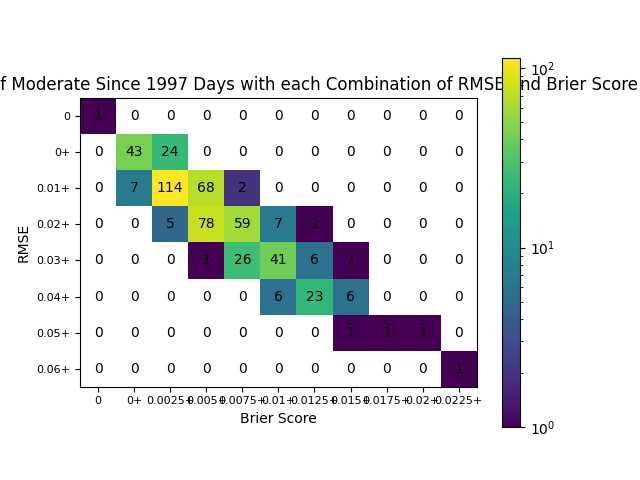 f Moderate Since 1997 Days with each Combination of RMSE and Brier Score
0 1 0 0 0 0 0 0 0 0 0 0
0+ 0 43 24 0 0 0 0 0 0 0 0
0.01+ 0 7 114 68 2 0 0 0 0 0 0
0.02+ 0 0 5 78 59 7 1 0 0 0 0
0.03+ 0 0 0 1 26 41 6 1 0 0 0
0.04+ 0 0 0 0 0 6 23 6 0 0 0
0.05+ 0 0 0 0 0 0 0 1 1 1 0
0.06+ 0 0 0 0 0 0 0 0 0 0 1
0 0+ 0.0025+ 0.005+ 0.0075+ 0.01+ 0.0125+ 0.015+ 0.0175+ 0.02+ 0.0225+
Brier Score
RMSE
10²
10¹
10⁰